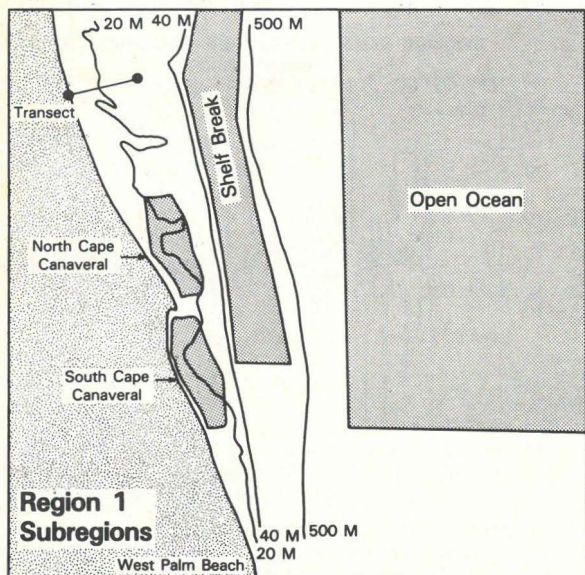 20 M 40 M 500 M
Transect
Shelf Break
Open Ocean
North Cape
Canaveral
South Cape
Canaveral
Region 1
Subregions
40 M 500 M
20 M
West Palm Beach